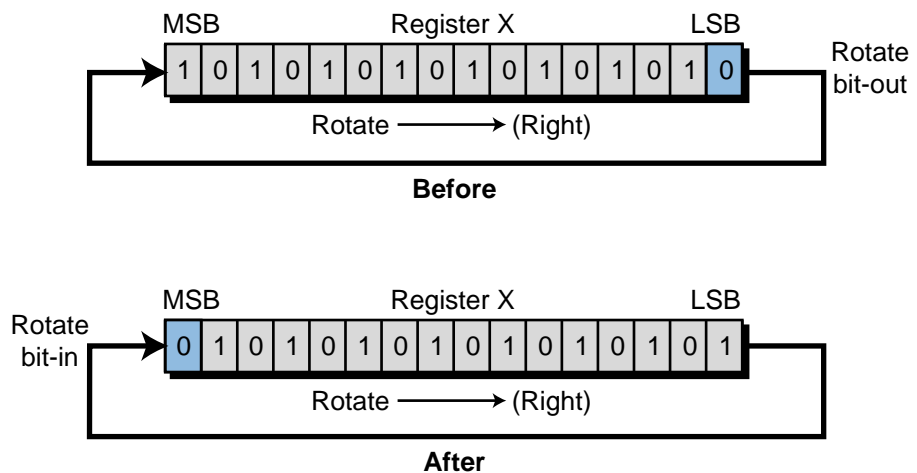 MSB Register X LSB
1 0 1 0 1 0 1 0 1 0 1 0 1 0 1 0
Rotate bit-out
Rotate (Right)
Before
MSB Register X LSB
Rotate bit-in
0 1 0 1 0 1 0 1 0 1 0 1 0 1 0 1
Rotate (Right)
After